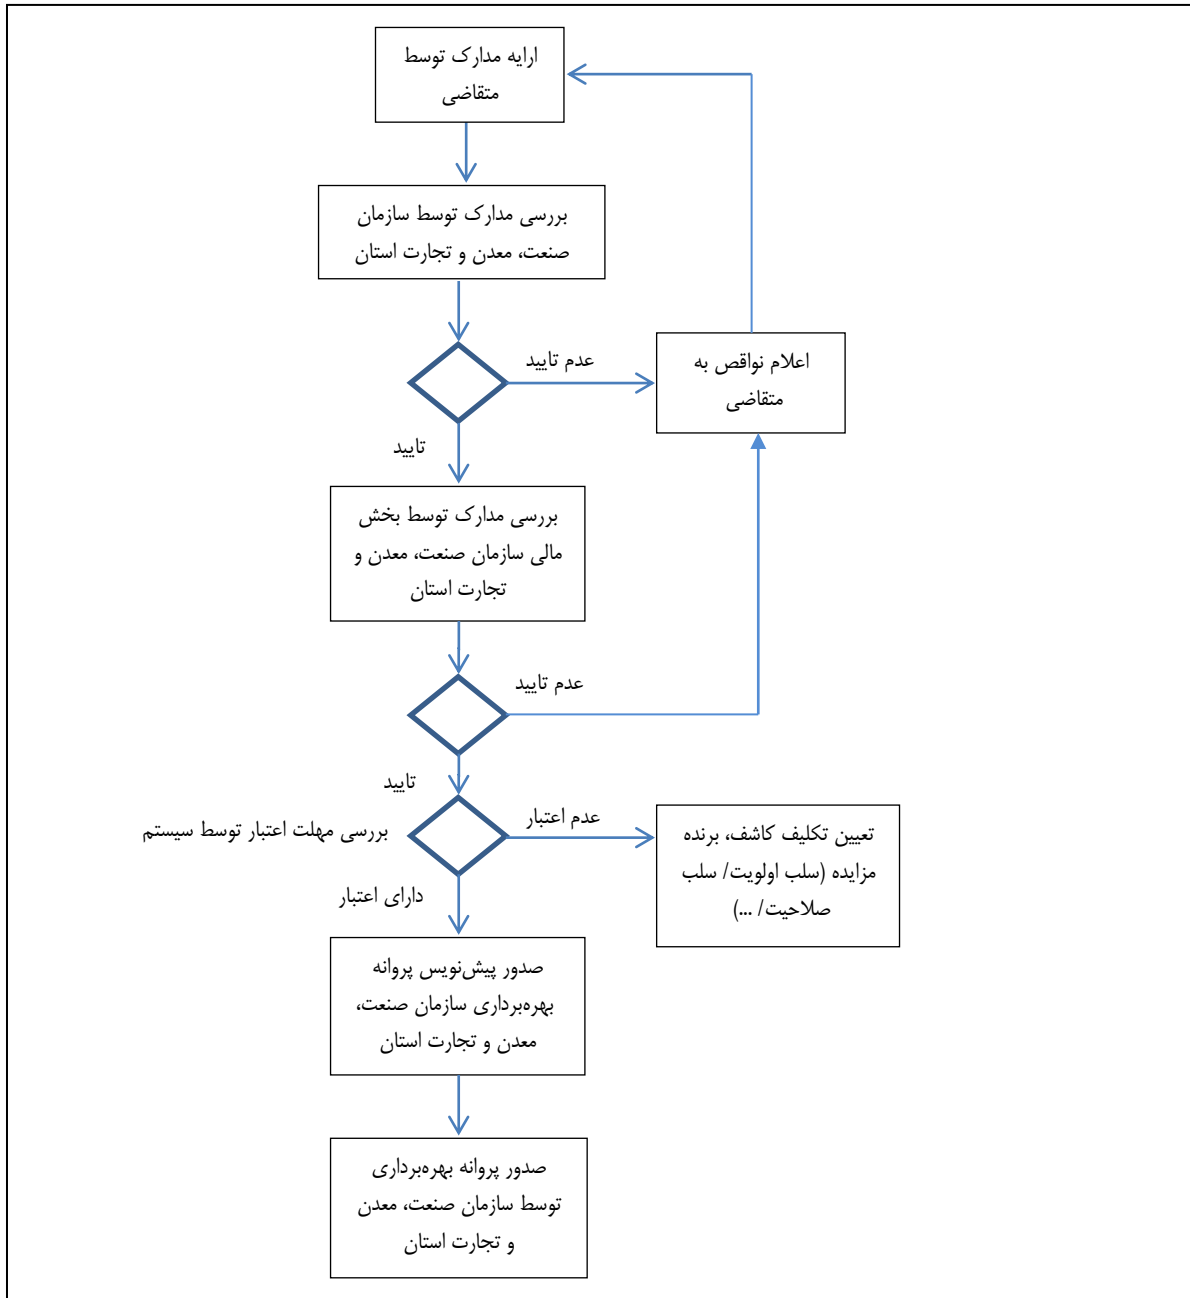 ارایه مدارک توسط
متقاضی
بررسی مدارک توسط سازمان
صنعت، معدن و تجارت استان
عدم تایید
اعلام نواقص به
متقاضی
تایید
بررسی مدارک توسط بخش
مالی سازمان صنعت، معدن و
تجارت استان
عدم تایید
تایید
بررسی مهلت اعتبار توسط سیستم
عدم اعتبار
تعیین تکلیف کاشف، برنده
مزایده (سلب اولویت/ سلب
صلاحیت/ ...)
دارای اعتبار
صدور پیش‌نویس پروانه
بهره‌برداری سازمان صنعت،
معدن و تجارت استان
صدور پروانه بهره‌برداری
توسط سازمان صنعت، معدن
و تجارت استان